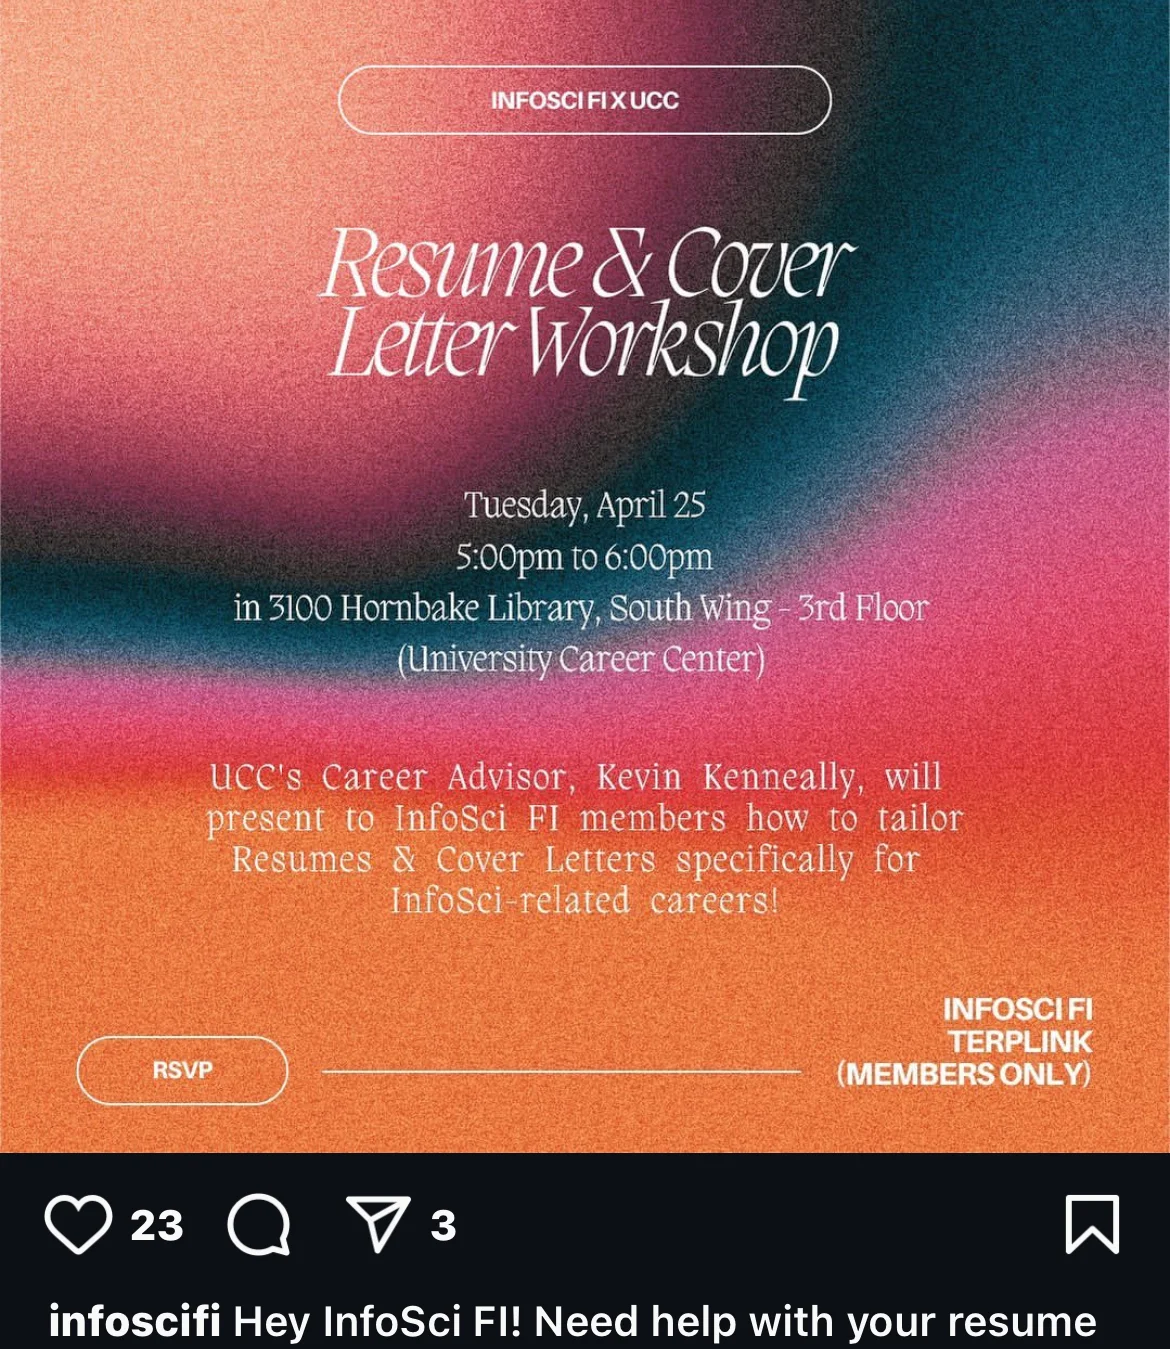 INFOSCI FI X UCC
Resume & Cover
Letter Workshop
Tuesday, April 25
5:00pm to 6:00pm
in 3100 Hornbake Library, South Wing - 3rd Floor
(University Career Center)
UCC's Career Advisor, Kevin Kenneally, will
present to InfoSci FI members how to tailor
Resumes & Cover Letters specifically for
InfoSci-related careers!
INFOSCI FI
TERPLINK
(MEMBERS ONLY)
RSVP
23
3
infoscifi Hey InfoSci FI! Need help with your resume